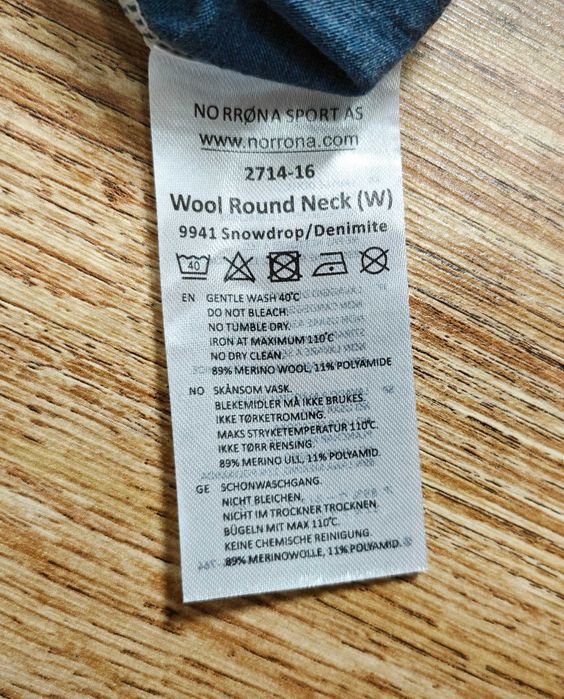 NORRØNA SPORT AS
www.norrona.com
2714-16
Wool Round Neck (W)
9941 Snowdrop/Denimite
40
EN GENTLE WASH 40°C
DO NOT BLEACH.
NO TUMBLE DRY.
IRON AT MAXIMUM 110°C
NO DRY CLEAN.
89% MERINO WOOL, 11% POLYAMIDE
NO SKÅNSOM VASK.
BLEKEMIDLER MÅ IKKE BRUKES.
IKKE TØRKETROMLING.
MAKS STRYKETEMPERATUR 110°C.
IKKE TØRR RENSING.
89% MERINO ULL, 11% POLYAMID.
GE SCHONWASCHGANG.
NICHT BLEICHEN.
NICHT IM TROCKNER TROCKNEN
BÜGELN MIT MAX 110°C.
KEINE CHEMISCHE REINIGUNG.
89% MERINOWOLLE, 11% POLYAMID.